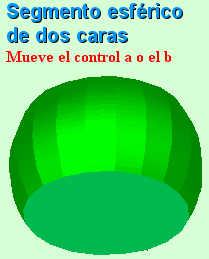 Segmento esférico
de dos caras
Mueve el control a o el b